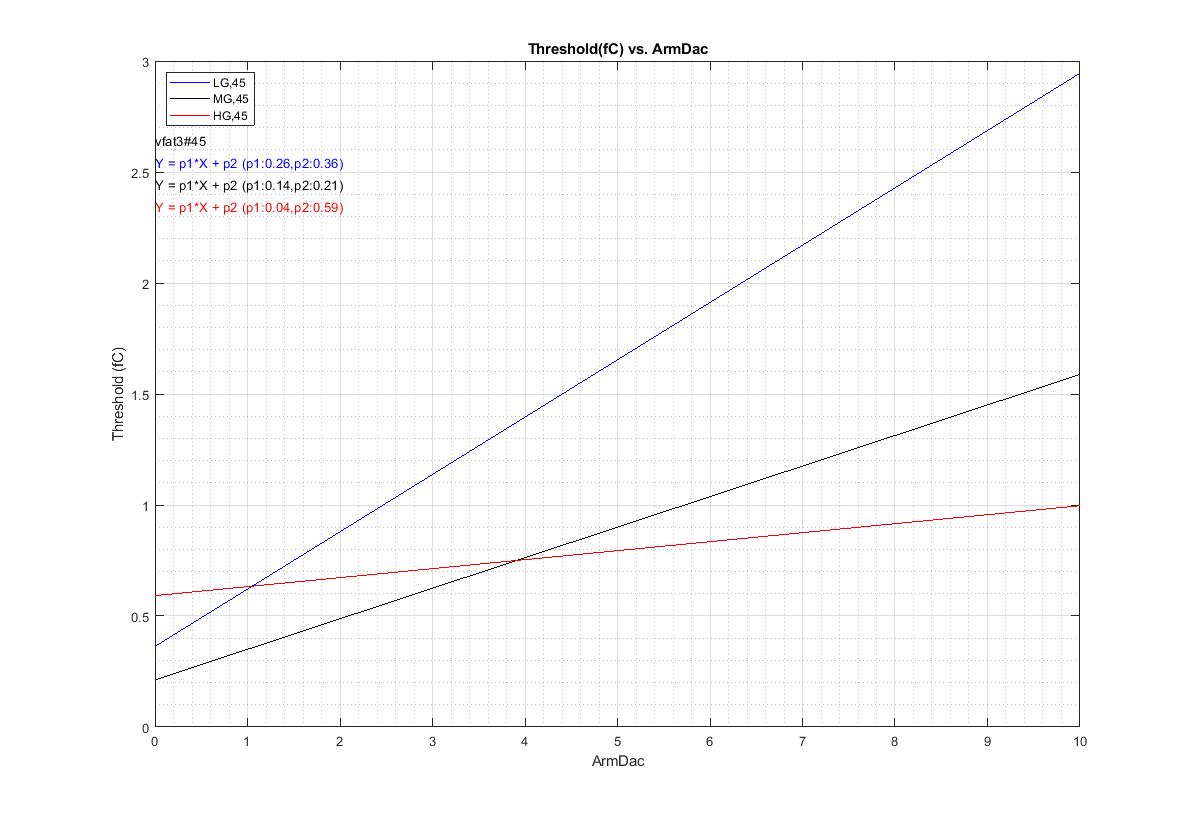 Threshold(fC) vs. ArmDac
3
LG,45
MG,45
HG,45
vfat3#45
Y = p1*X + p2 (p1:0.26,p2:0.36)
2.5
Y = p1*X + p2 (p1:0.14,p2:0.21)
Y = p1*X + p2 (p1:0.04,p2:0.59)
2
Threshold (fC)
1.5
1
0.5
0
0 1 2 3 4 5 6 7 8 9 10
ArmDac